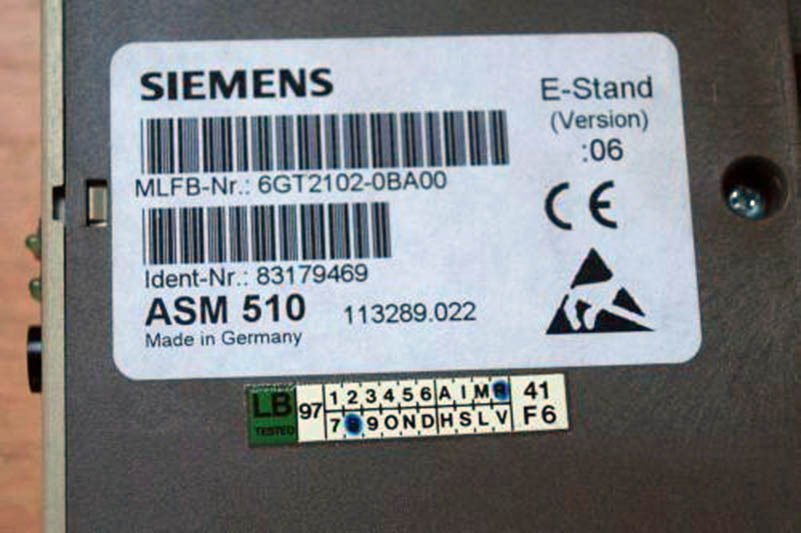 SIEMENS
E-Stand
(Version)
:06
MLFB-Nr.: 6GT2102-0BA00
CE
Ident-Nr.: 83179469
ASM 510 113289.022
Made in Germany
LB TESTED
97
1 2 3 4 5 6 A I M R
7 8 9 O N D H S L V
41
F6